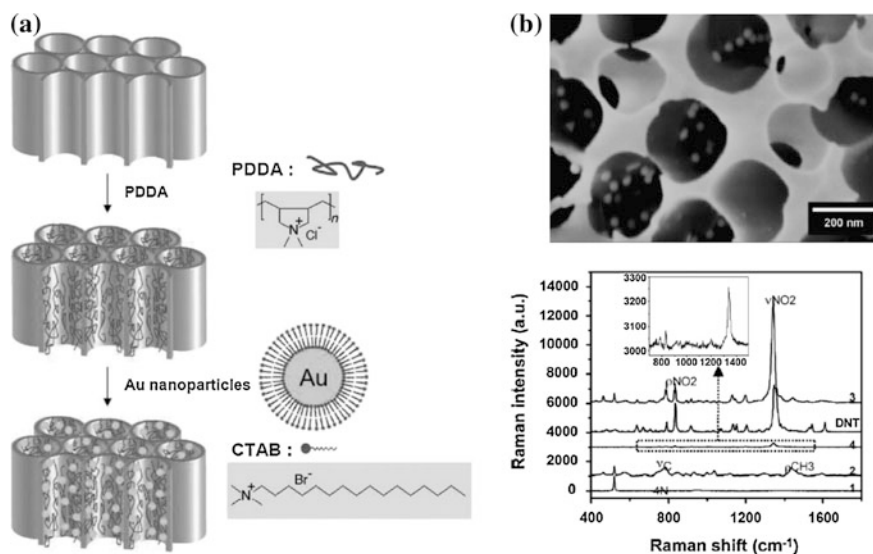 (a)
PDDA
PDDA :
n
N+
Cl-
Au nanoparticles
Au
CTAB :
Br-
N+
(b)
200 nm
Raman intensity (a.u.)
14000
12000
10000
8000
6000
4000
2000
0
3300
3200
3100
3000
800 1000 1200 1400
νNO2
ρNO2
3
DNT
4
νC
ρCH3
2
4N
1
400 800 1200 1600
Raman shift (cm-1)